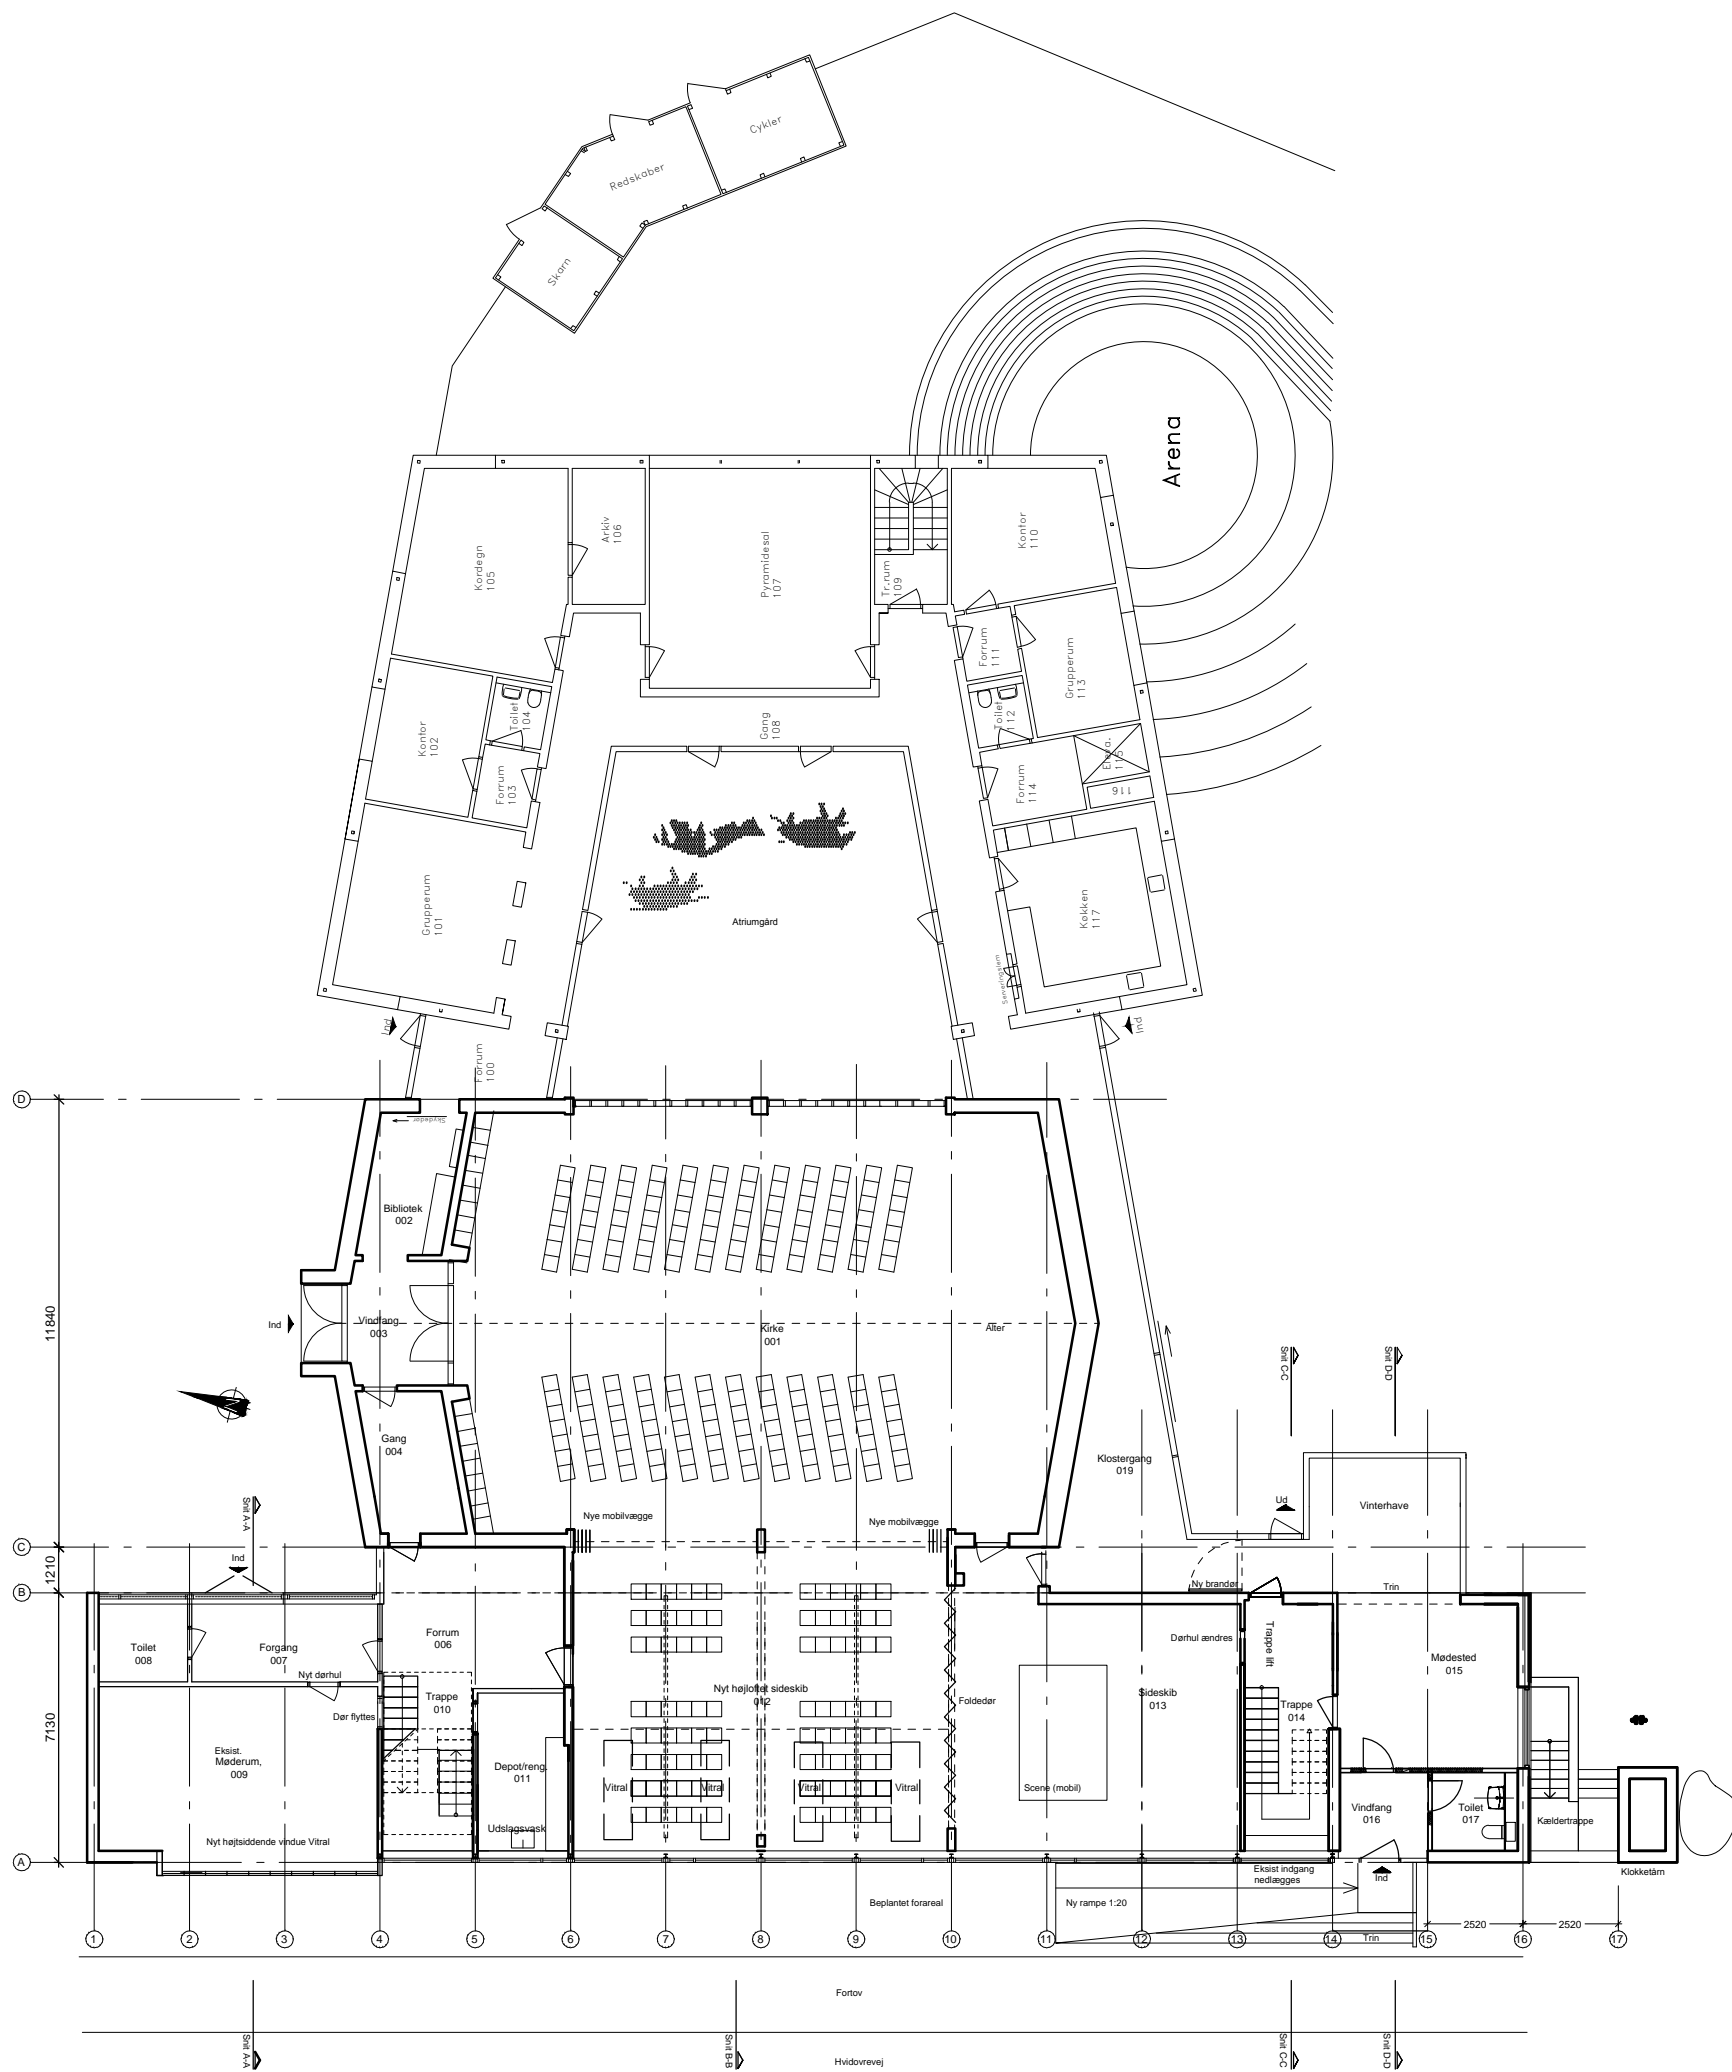 Cykler
Redskaber
Skarn
Arena
Kordegn
105
Arkiv
106
Pyramidesal
107
Tr.rum
109
Kontor
110
Forrum
111
Grupperum
113
Toilet
104
Toilet
112
Kontor
102
Gang
108
Forrum
103
Forrum
114
115
116
Grupperum
101
Atriumgård
Køkken
117
Serveringslem
Ind
Ind
Forrum
100
D
Skydedør
Bibliotek
002
11840
Ind
Vindfang
003
Kirke
001
Alter
Snit C-C
Snit D-D
Gang
004
Klostergang
019
Snit A-A
Nye mobilvægge
Nye mobilvægge
Ud
Vinterhave
C
Ind
1210
B
Ny brandør
Trin
Toilet
008
Forgang
007
Forrum
006
Nyt dørhul
Dørhul ændres
Trappe lift
Mødested
015
Trappe
010
Nyt højloftet sideskib
012
Foldedør
Sideskib
013
Trappe
014
Dør flyttes
7130
Eksist.
Møderum,
009
Depot/reng.
011
Vitral
Vitral
Vitral
Vitral
Scene (mobil)
Vindfang
016
Toilet
017
Udslagsvask
Kældertrappe
Nyt højtsiddende vindue Vitral
A
Eksist indgang
nedlægges
Ind
Klokketårn
Beplantet forareal
Ny rampe 1:20
2520
2520
Trin
1
2
3
4
5
6
7
8
9
10
11
12
13
14
15
16
17
Fortov
Snit A-A
Snit B-B
Snit C-C
Snit D-D
Hvidovrevej